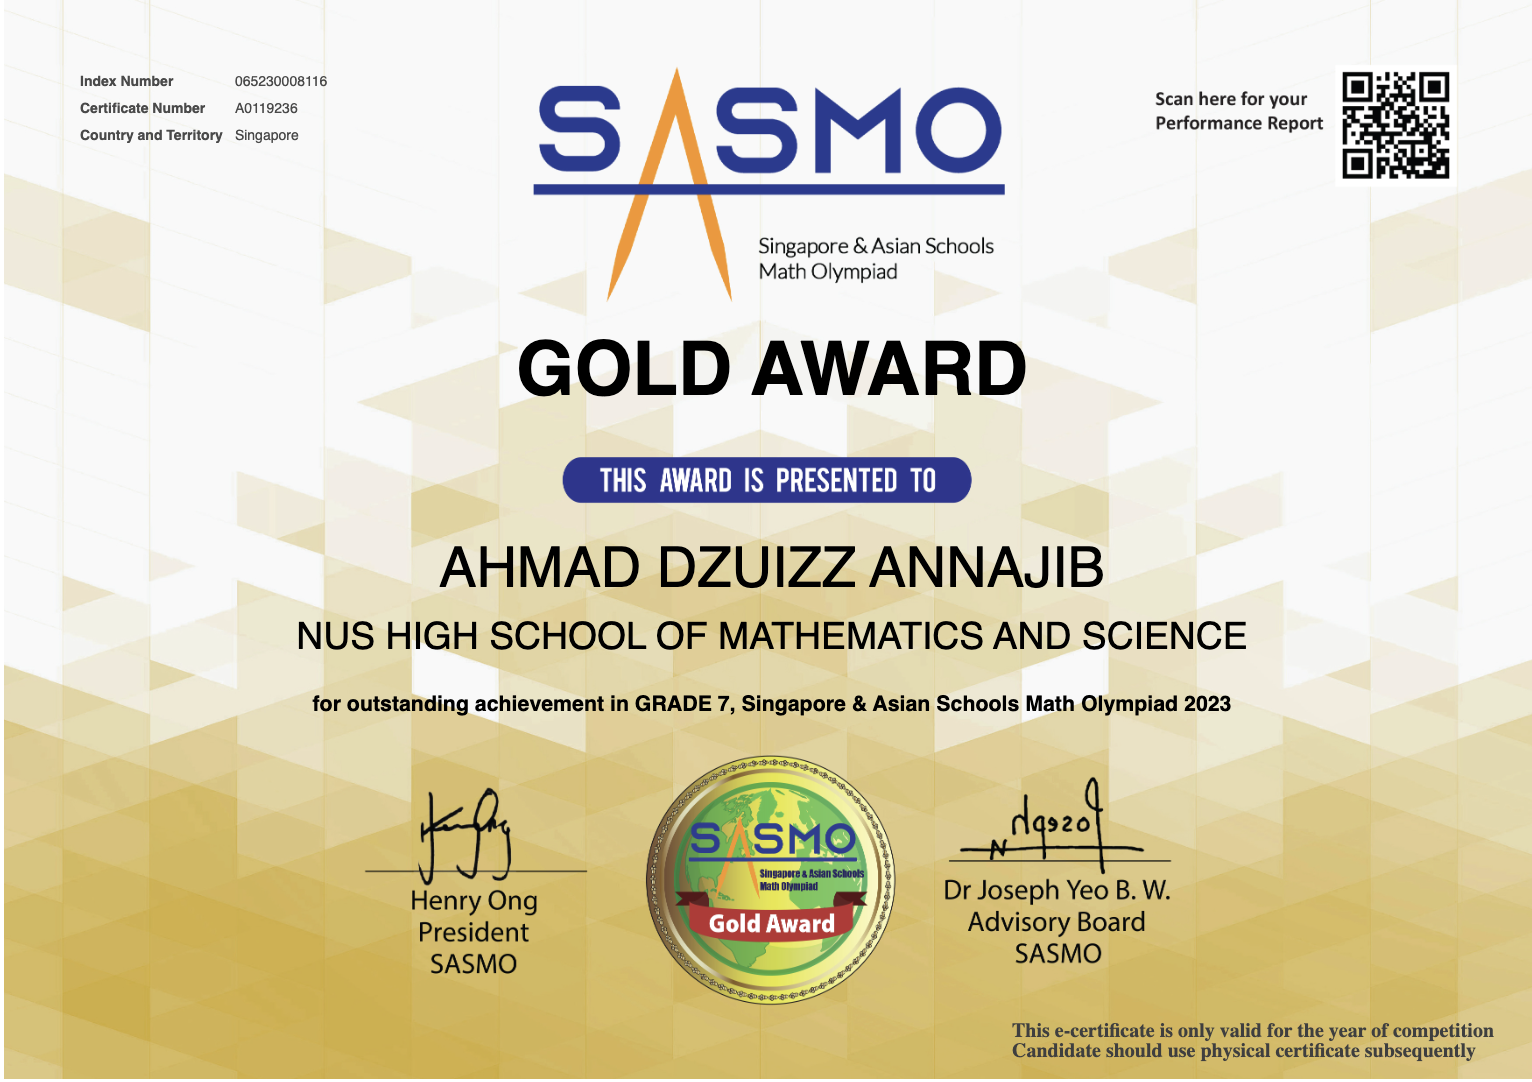 Index Number 065230008116
Certificate Number A0119236
Country and Territory Singapore
SASMO
Singapore & Asian Schools
Math Olympiad
Scan here for your
Performance Report
GOLD AWARD
THIS AWARD IS PRESENTED TO
AHMAD DZUIZZ ANNAJIB
NUS HIGH SCHOOL OF MATHEMATICS AND SCIENCE
for outstanding achievement in GRADE 7, Singapore & Asian Schools Math Olympiad 2023
Henry Ong
President
SASMO
SASMO
Singapore & Asian Schools
Math Olympiad
Gold Award
Dr Joseph Yeo B. W.
Advisory Board
SASMO
This e-certificate is only valid for the year of competition
Candidate should use physical certificate subsequently